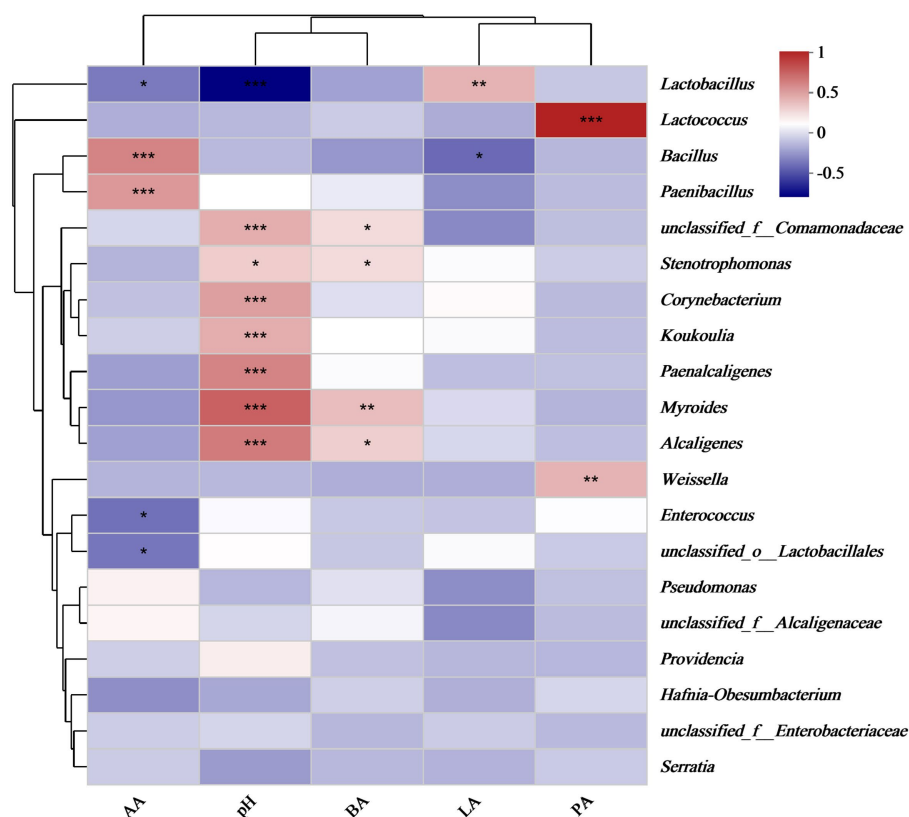 1
* *** ** Lactobacillus
0.5
*** Lactococcus
0
*** * Bacillus
-0.5
*** Paenibacillus
*** * unclassified_f__Comamonadaceae
* * Stenotrophomonas
*** Corynebacterium
*** Koukoulia
*** Paenalcaligenes
*** ** Myroides
*** * Alcaligenes
** Weissella
* Enterococcus
* unclassified_o__Lactobacillales
Pseudomonas
unclassified_f__Alcaligenaceae
Providencia
Hafnia-Obesumbacterium
unclassified_f__Enterobacteriaceae
Serratia
AA pH BA LA PA